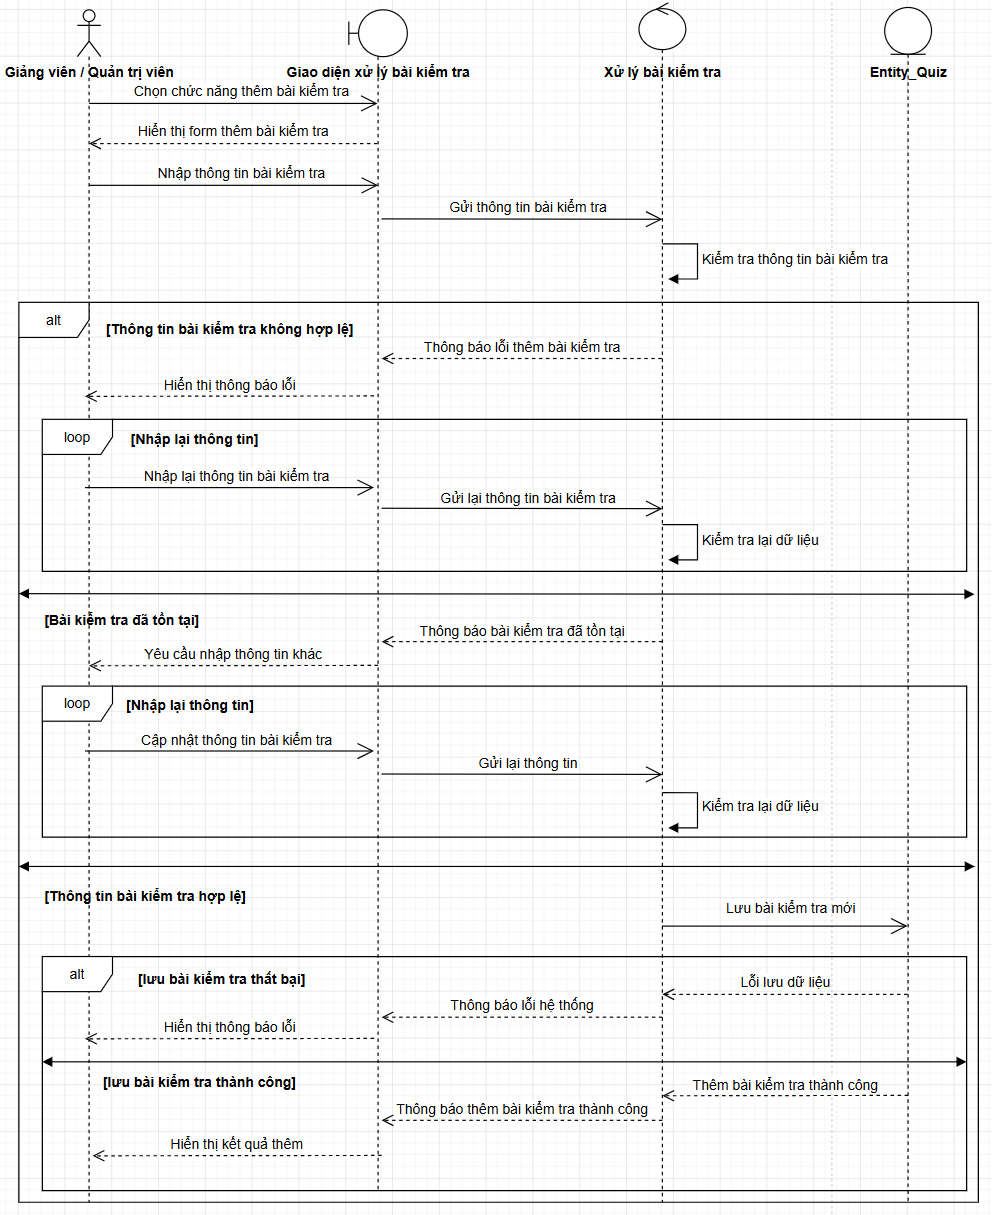 Giảng viên / Quản trị viên
Giao diện xử lý bài kiểm tra
Xử lý bài kiểm tra
Entity_Quiz
Chọn chức năng thêm bài kiểm tra
Hiển thị form thêm bài kiểm tra
Nhập thông tin bài kiểm tra
Gửi thông tin bài kiểm tra
Kiểm tra thông tin bài kiểm tra
alt
[Thông tin bài kiểm tra không hợp lệ]
Thông báo lỗi thêm bài kiểm tra
Hiển thị thông báo lỗi
loop
[Nhập lại thông tin]
Nhập lại thông tin bài kiểm tra
Gửi lại thông tin bài kiểm tra
Kiểm tra lại dữ liệu
[Bài kiểm tra đã tồn tại]
Thông báo bài kiểm tra đã tồn tại
Yêu cầu nhập thông tin khác
loop
[Nhập lại thông tin]
Cập nhật thông tin bài kiểm tra
Gửi lại thông tin
Kiểm tra lại dữ liệu
[Thông tin bài kiểm tra hợp lệ]
Lưu bài kiểm tra mới
alt
[lưu bài kiểm tra thất bại]
Lỗi lưu dữ liệu
Thông báo lỗi hệ thống
Hiển thị thông báo lỗi
[lưu bài kiểm tra thành công]
Thêm bài kiểm tra thành công
Thông báo thêm bài kiểm tra thành công
Hiển thị kết quả thêm